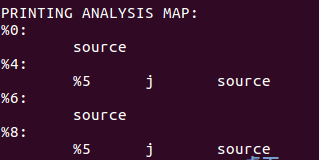 PRINTING ANALYSIS MAP:
%0:
source
%4:
%5 j source
%6:
source
%8:
%5 j source